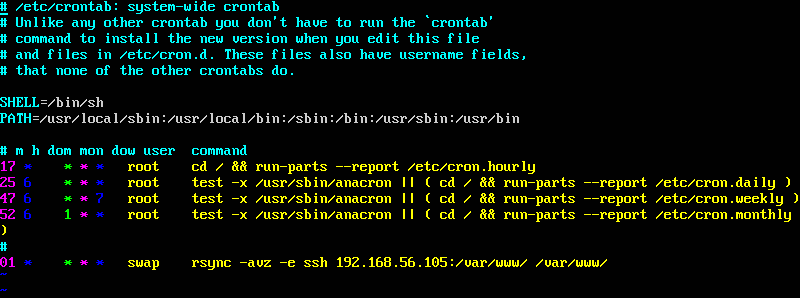 # /etc/crontab: system-wide crontab
# Unlike any other crontab you don't have to run the `crontab'
# command to install the new version when you edit this file
# and files in /etc/cron.d. These files also have username fields,
# that none of the other crontabs do.
SHELL=/bin/sh
PATH=/usr/local/sbin:/usr/local/bin:/sbin:/bin:/usr/sbin:/usr/bin
# m h dom mon dow user  command
17 *    * * *   root    cd / && run-parts --report /etc/cron.hourly
25 6    * * *   root    test -x /usr/sbin/anacron || ( cd / && run-parts --report /etc/cron.daily )
47 6    * * 7   root    test -x /usr/sbin/anacron || ( cd / && run-parts --report /etc/cron.weekly )
52 6    1 * *   root    test -x /usr/sbin/anacron || ( cd / && run-parts --report /etc/cron.monthly
)
#
01 *    * * *   swap    rsync -avz -e ssh 192.168.56.105:/var/www/ /var/www/
~
~